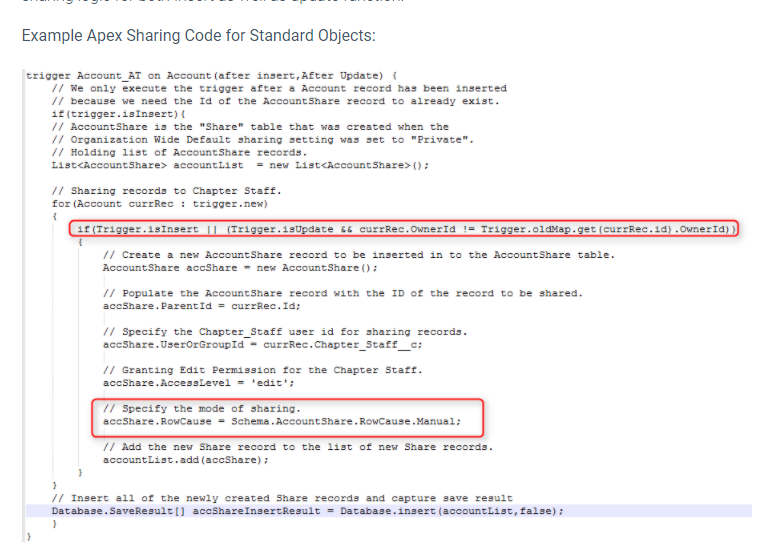 Example Apex Sharing Code for Standard Objects:
trigger Account_AT on Account(after insert,After Update) {
// We only execute the trigger after a Account record has been inserted
// because we need the Id of the AccountShare record to already exist.
if(trigger.isInsert){
// AccountShare is the "Share" table that was created when the
// Organization Wide Default sharing setting was set to "Private".
// Holding list of AccountShare records.
List<AccountShare> accountList  = new List<AccountShare>();
// Sharing records to Chapter Staff.
for(Account currRec : trigger.new)
{
if(Trigger.isInsert || (Trigger.isUpdate && currRec.OwnerId != Trigger.oldMap.get(currRec.id).OwnerId))
{
// Create a new AccountShare record to be inserted in to the AccountShare table.
AccountShare accShare = new AccountShare();
// Populate the AccountShare record with the ID of the record to be shared.
accShare.ParentId = currRec.Id;
// Specify the Chapter_Staff user id for sharing records.
accShare.UserOrGroupId = currRec.Chapter_Staff__c;
// Granting Edit Permission for the Chapter Staff.
accShare.AccessLevel = 'edit';
// Specify the mode of sharing.
accShare.RowCause = Schema.AccountShare.RowCause.Manual;
// Add the new Share record to the list of new Share records.
accountList.add(accShare);
}
}
// Insert all of the newly created Share records and capture save result
Database.SaveResult[] accShareInsertResult = Database.insert(accountList,false);
}
}